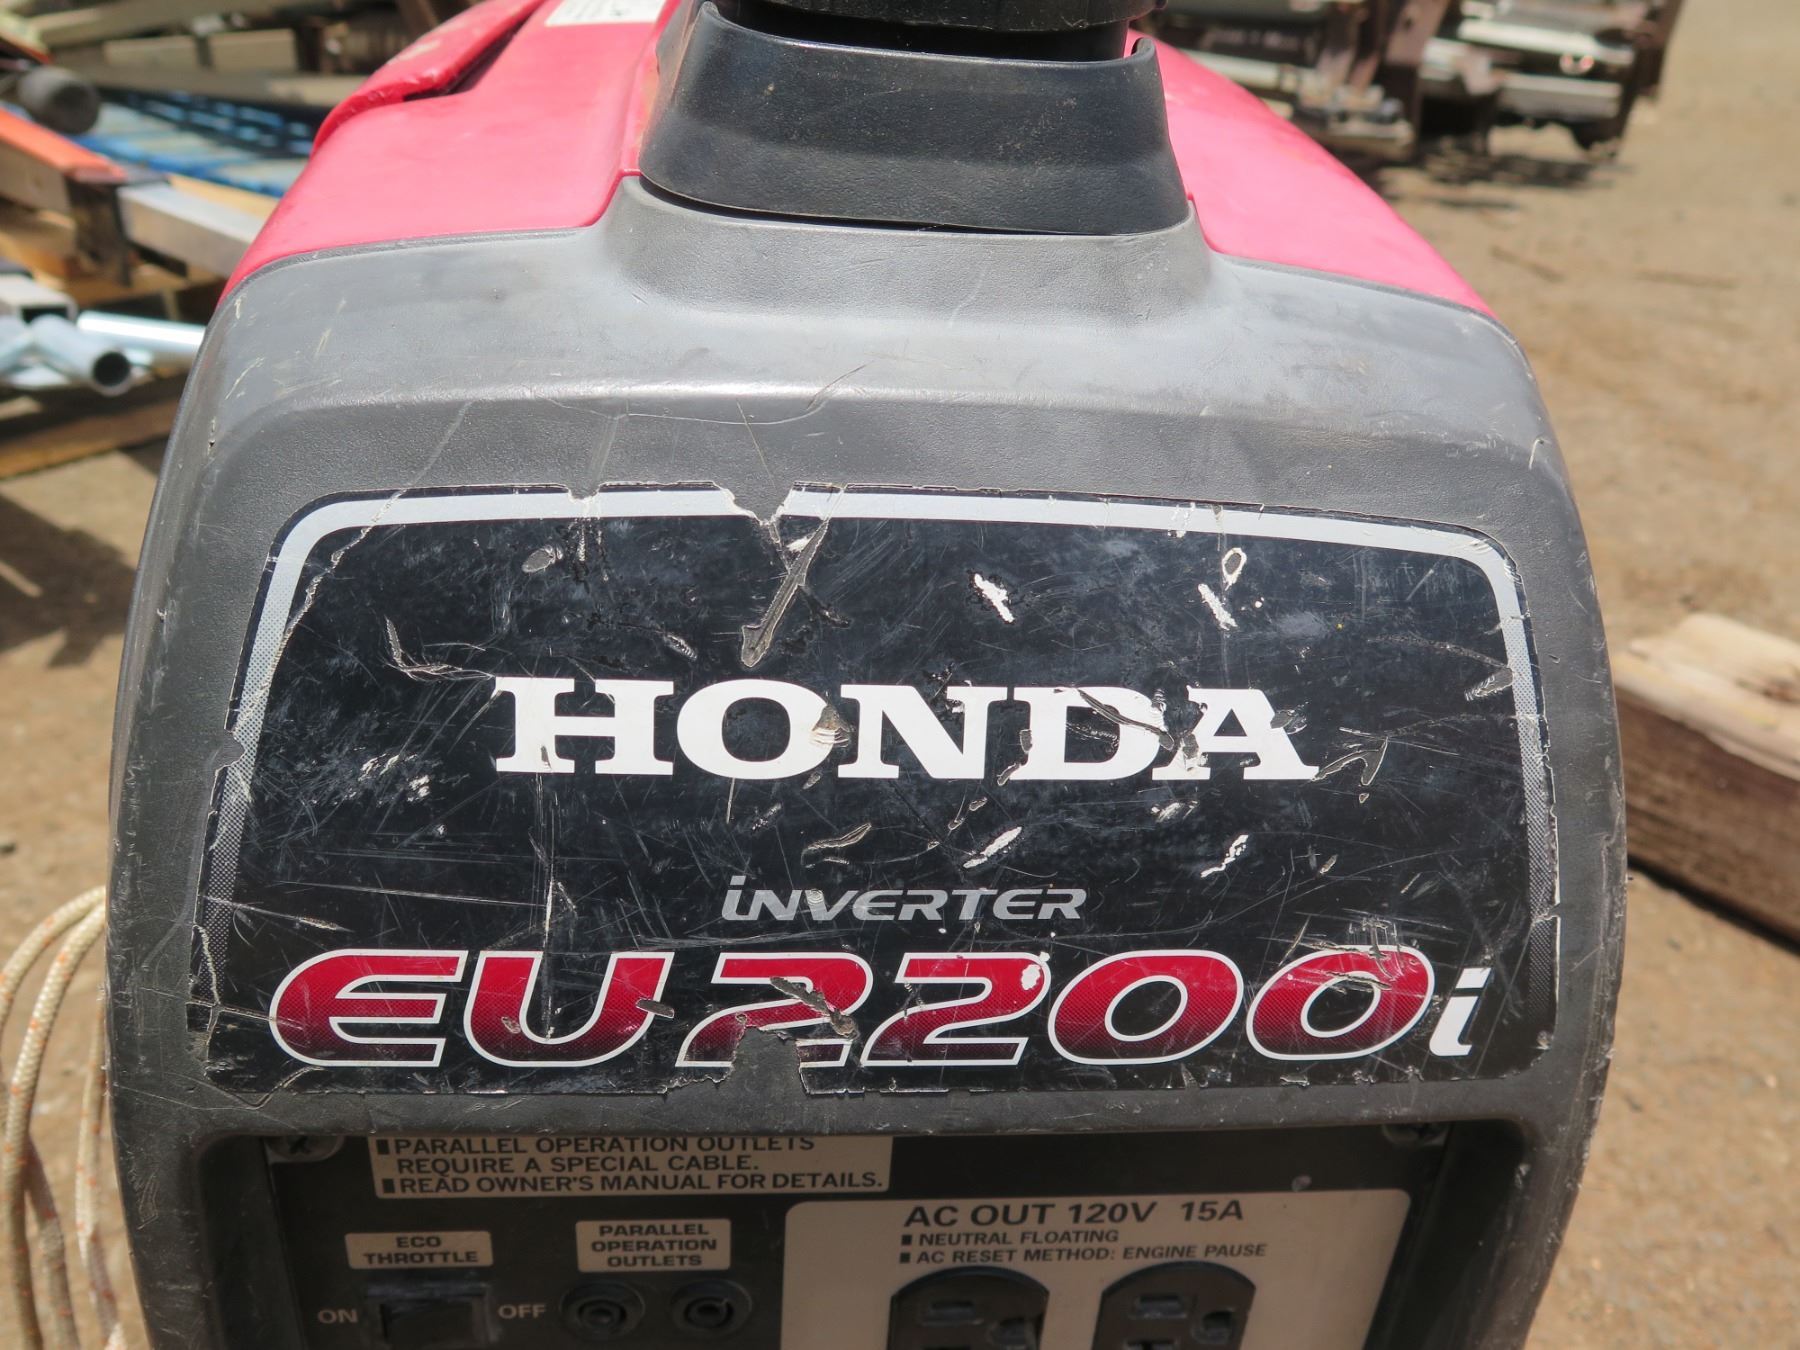 HONDA
iNVERTER
EU2200i
■ PARALLEL OPERATION OUTLETS
REQUIRE A SPECIAL CABLE.
■ READ OWNER'S MANUAL FOR DETAILS.
ECO
THROTTLE
ON
OFF
PARALLEL
OPERATION
OUTLETS
AC OUT 120V 15A
■ NEUTRAL FLOATING
■ AC RESET METHOD: ENGINE PAUSE